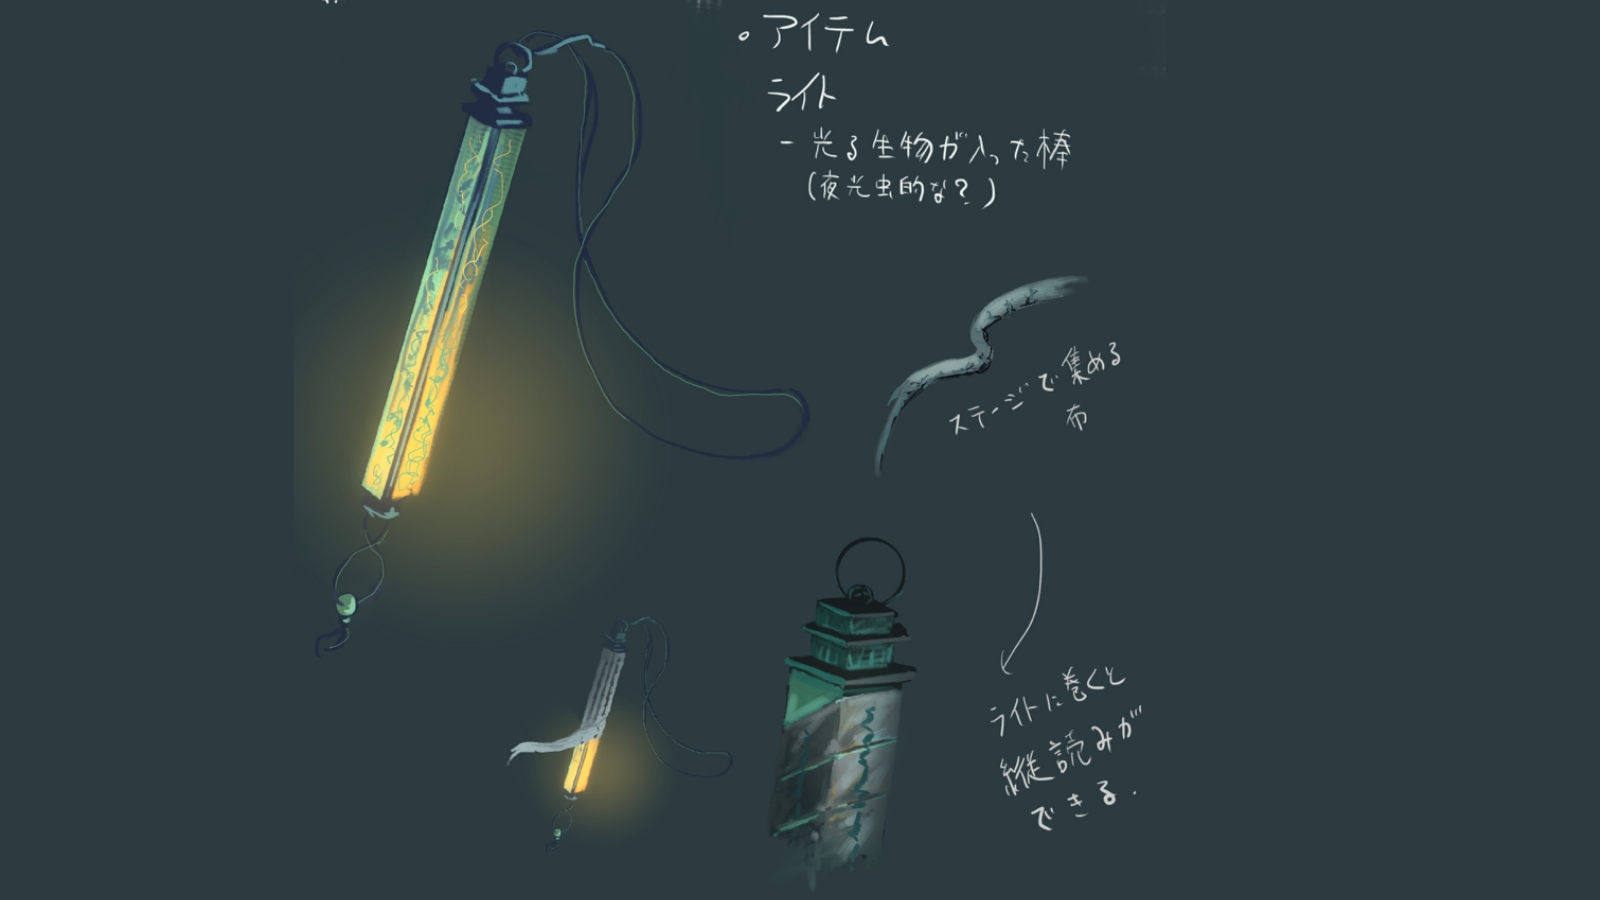 ・アイテム
ライト
- 光る生物が入った棒
(夜光虫的な?)
ステージで集める
布
ライトに巻くと
縦読みが
できる.